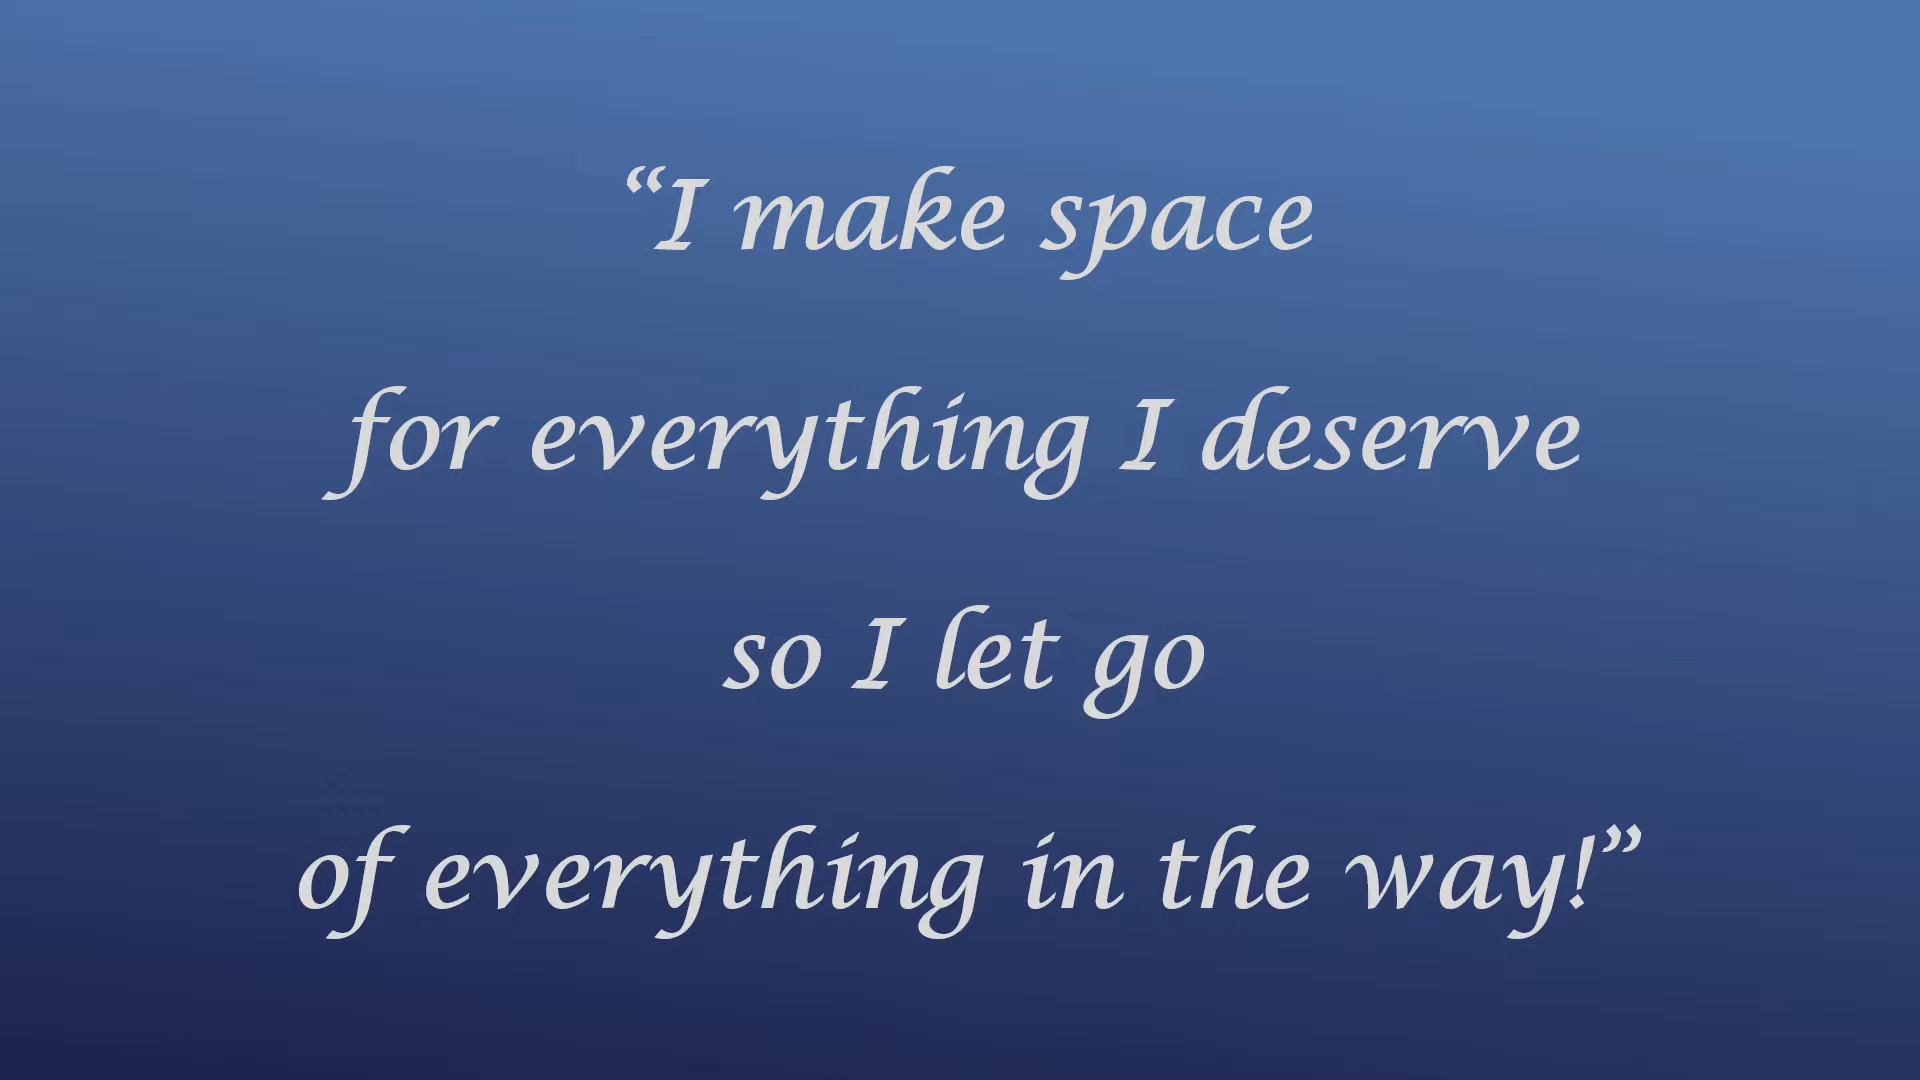 “I make space
for everything I deserve
so I let go
of everything in the way!”